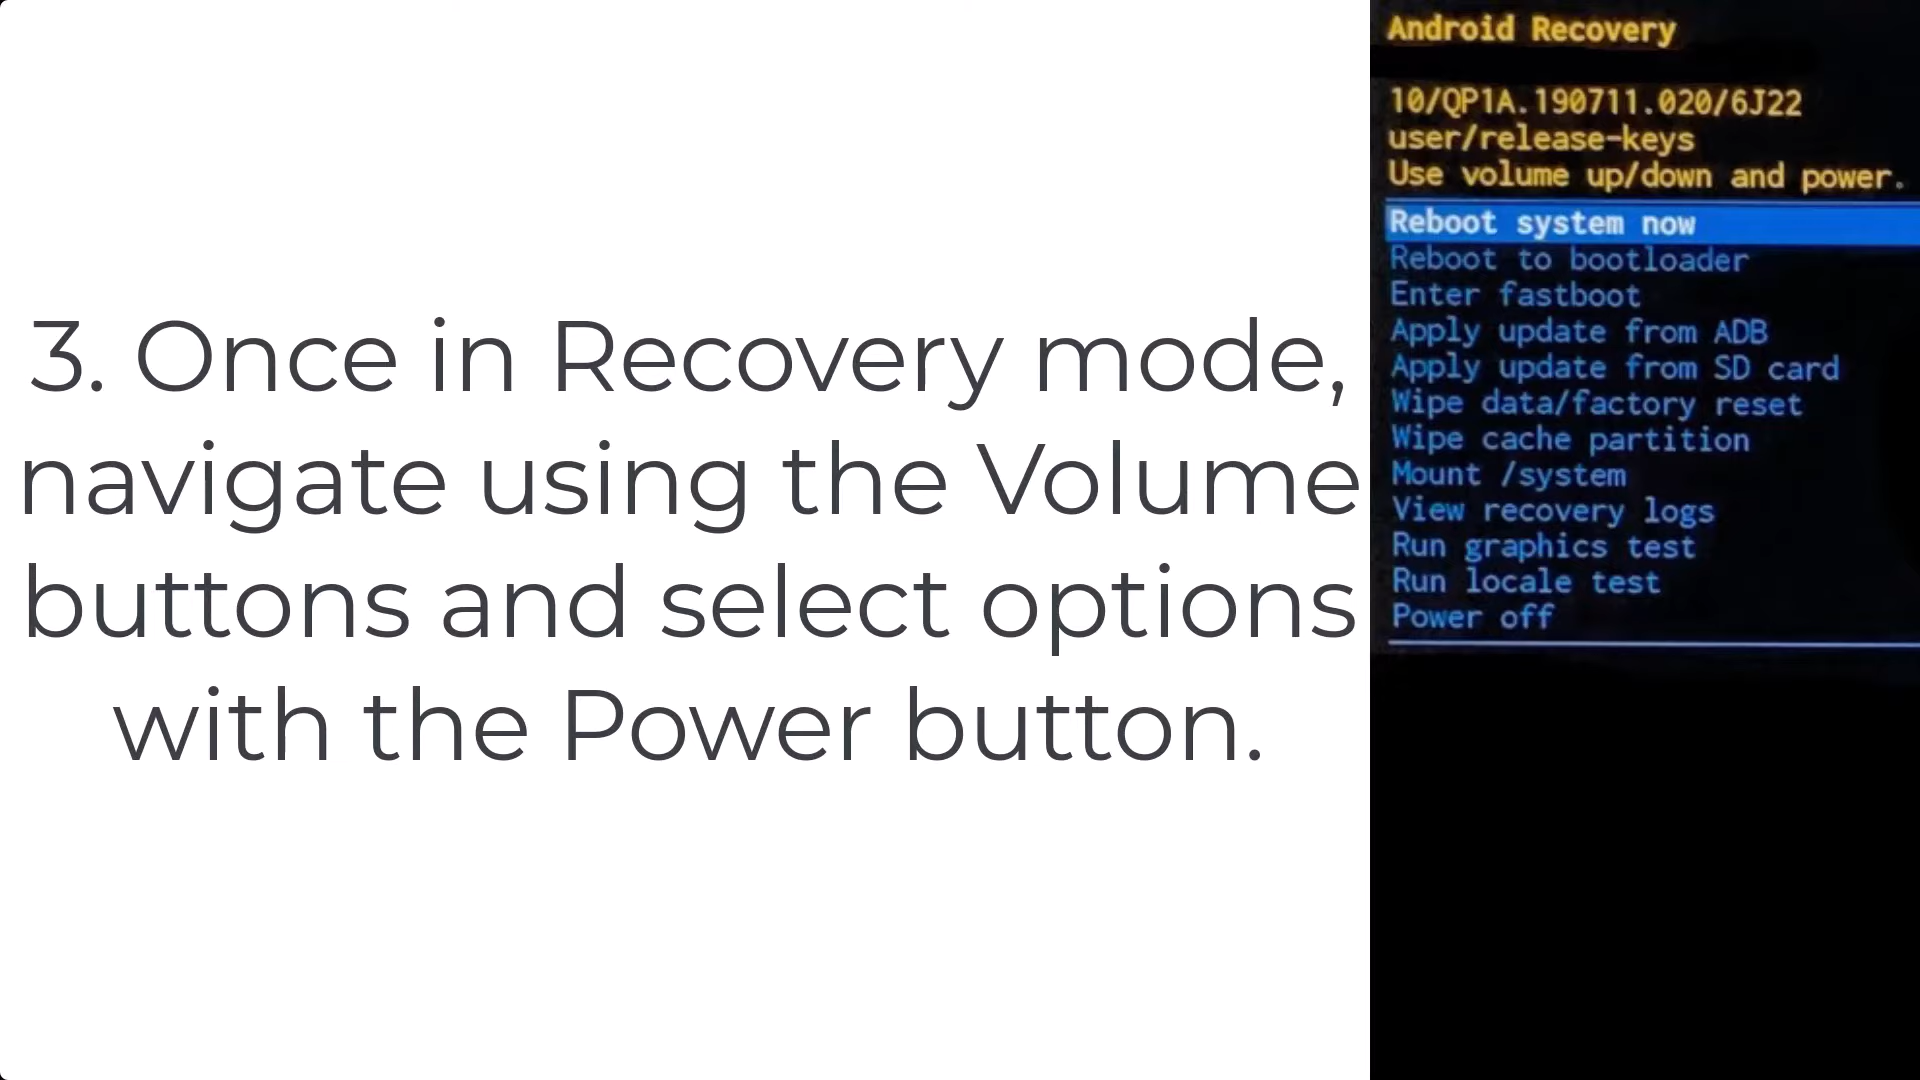 3. Once in Recovery mode,
navigate using the Volume
buttons and select options
with the Power button.
Android Recovery
10/QP1A.190711.020/6J22
user/release-keys
Use volume up/down and power.
Reboot system now
Reboot to bootloader
Enter fastboot
Apply update from ADB
Apply update from SD card
Wipe data/factory reset
Wipe cache partition
Mount /system
View recovery logs
Run graphics test
Run locale test
Power off